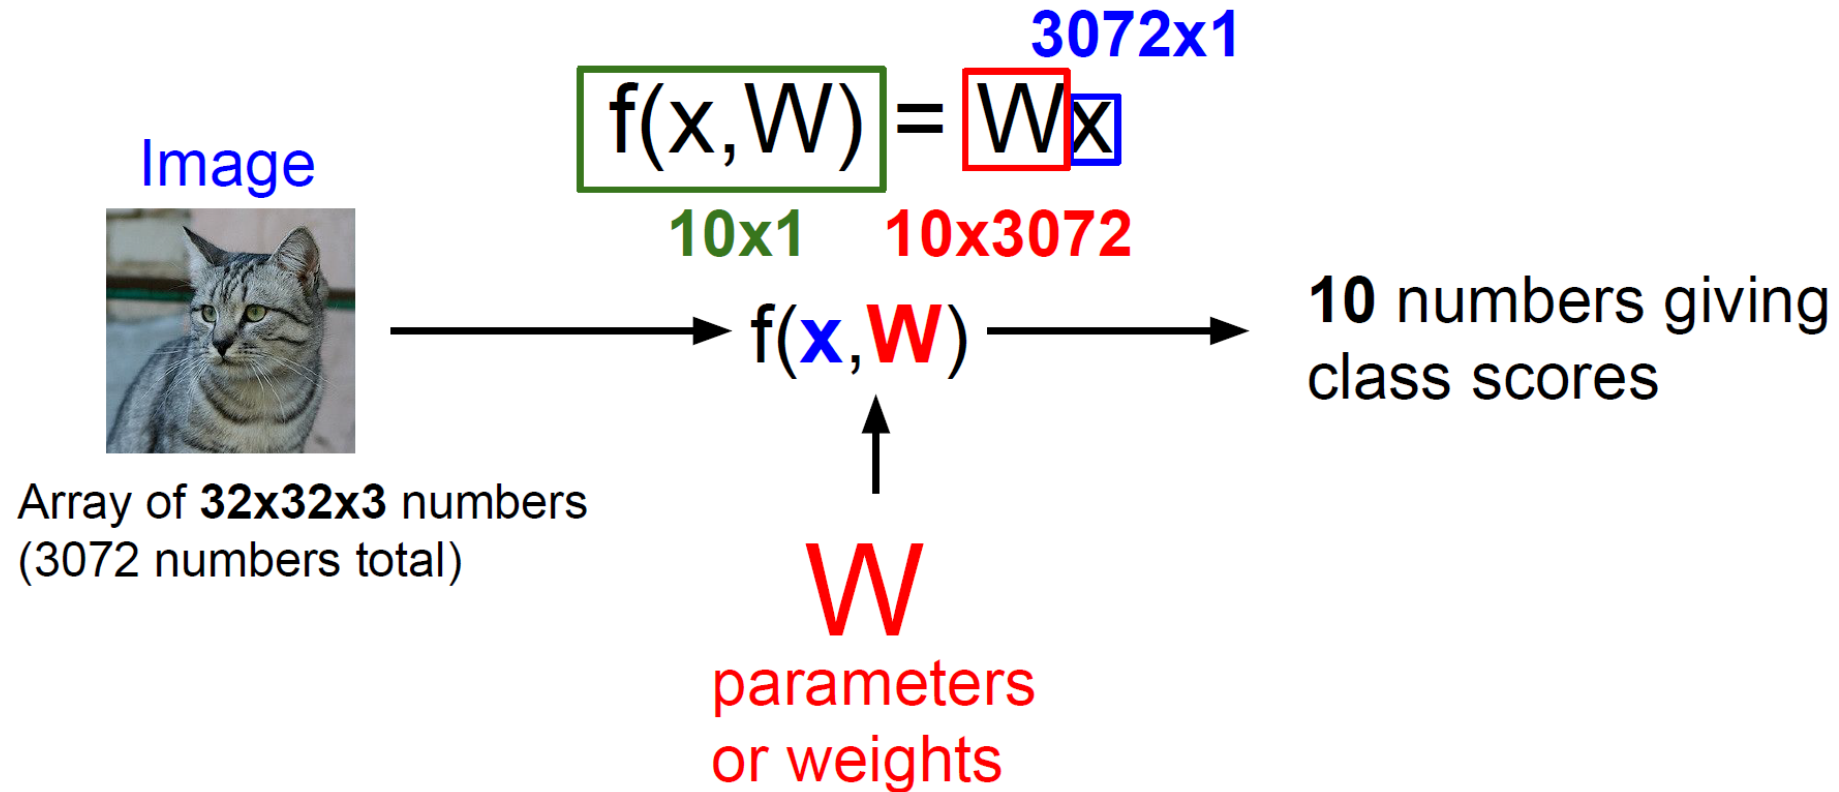 3072x1
f(x,W) = Wx
Image
10x1 10x3072
f(x,W)
10 numbers giving
class scores
Array of 32x32x3 numbers
(3072 numbers total)
W
parameters
or weights